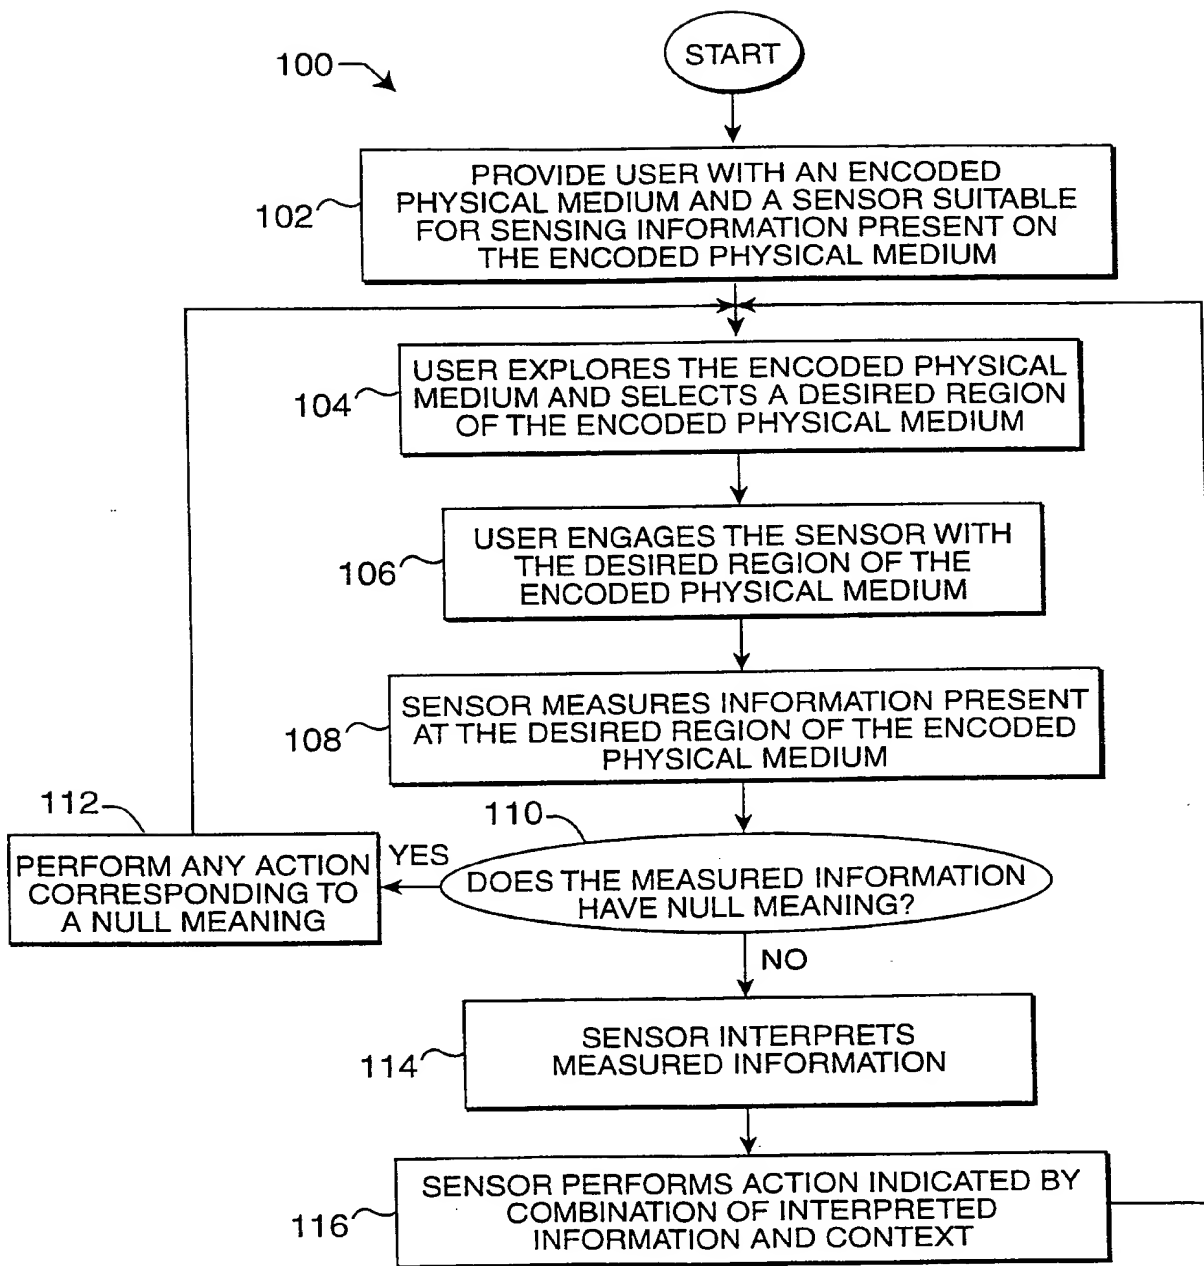 START
100
PROVIDE USER WITH AN ENCODED
PHYSICAL MEDIUM AND A SENSOR SUITABLE
FOR SENSING INFORMATION PRESENT ON
THE ENCODED PHYSICAL MEDIUM
102
USER EXPLORES THE ENCODED PHYSICAL
MEDIUM AND SELECTS A DESIRED REGION
OF THE ENCODED PHYSICAL MEDIUM
104
USER ENGAGES THE SENSOR WITH
THE DESIRED REGION OF THE
ENCODED PHYSICAL MEDIUM
106
SENSOR MEASURES INFORMATION PRESENT
AT THE DESIRED REGION OF THE ENCODED
PHYSICAL MEDIUM
108
110
DOES THE MEASURED INFORMATION
HAVE NULL MEANING?
YES
112
PERFORM ANY ACTION
CORRESPONDING TO
A NULL MEANING
NO
SENSOR INTERPRETS
MEASURED INFORMATION
114
SENSOR PERFORMS ACTION INDICATED BY
COMBINATION OF INTERPRETED
INFORMATION AND CONTEXT
116